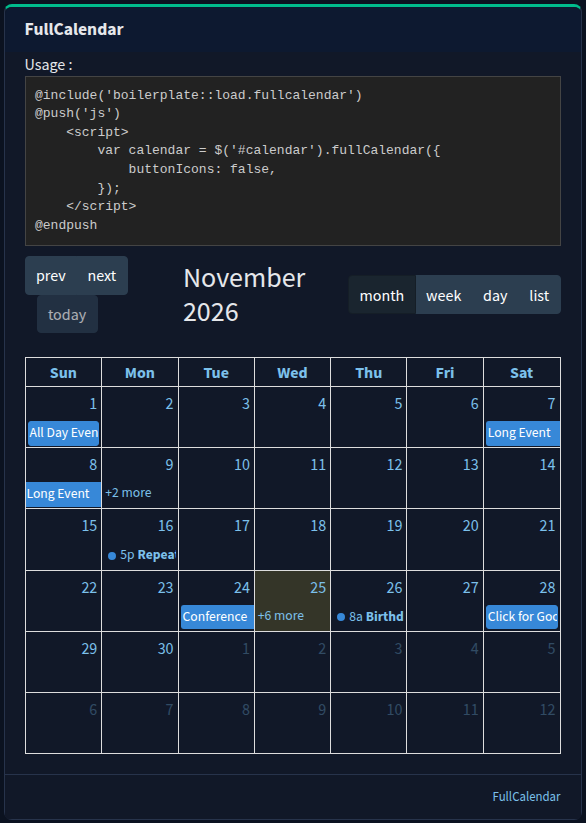 FullCalendar
Usage :
@include('boilerplate::load.fullcalendar')
@push('js')
    <script>
        var calendar = $('#calendar').fullCalendar({
            buttonIcons: false,
        });
    </script>
@endpush
prev next
today
November
2026
month week day list
Sun Mon Tue Wed Thu Fri Sat
1 2 3 4 5 6 7
All Day Even Long Event
8 9 10 11 12 13 14
Long Event +2 more
15 16 17 18 19 20 21
5p Repeat
22 23 24 25 26 27 28
Conference +6 more 8a Birthd Click for Goo
29 30 1 2 3 4 5
6 7 8 9 10 11 12
FullCalendar